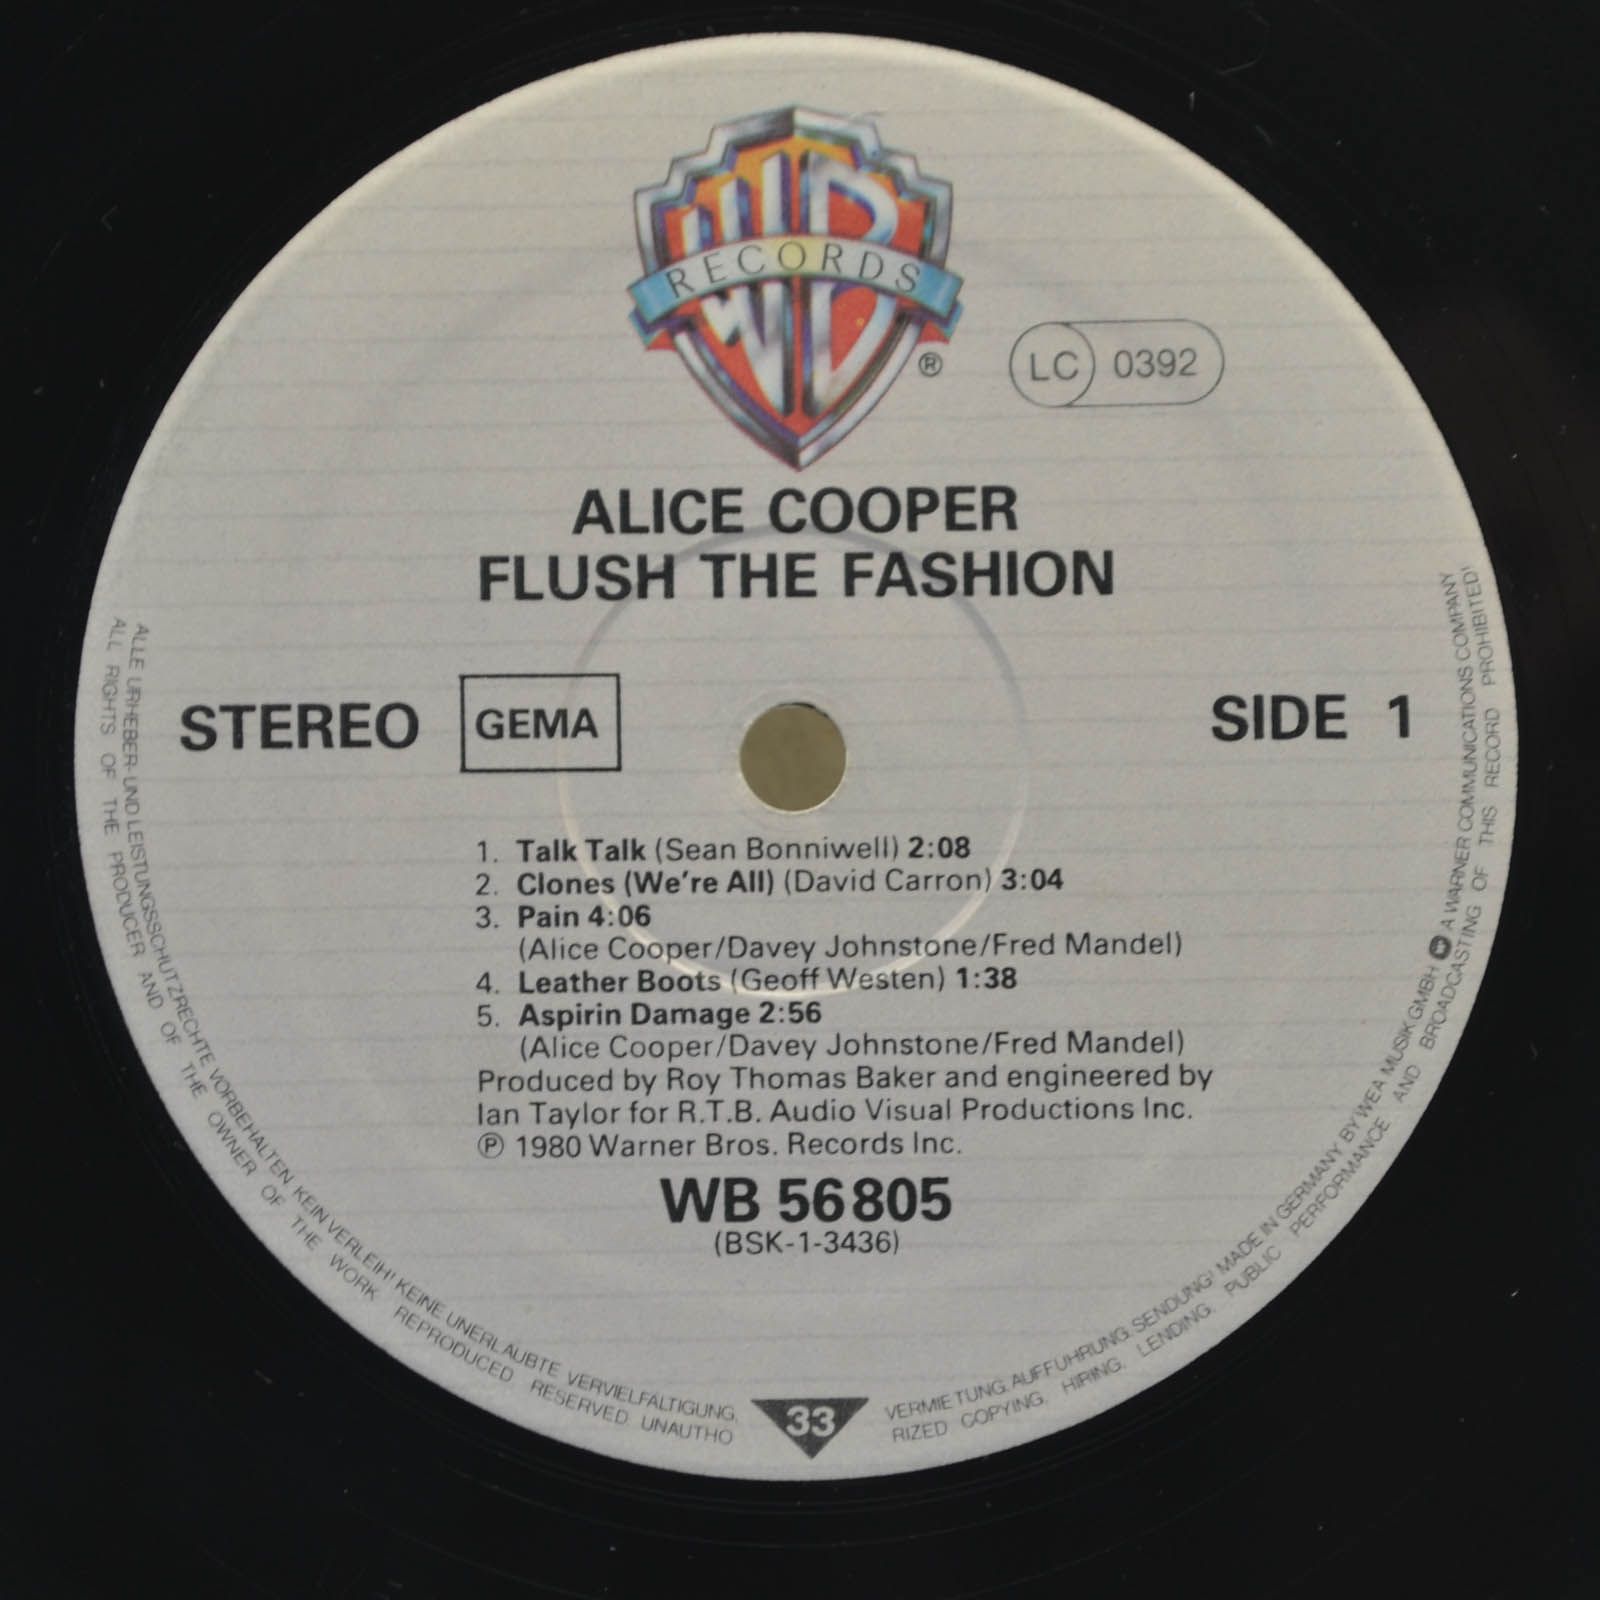 WB
RECORDS
®
LC 0392
ALICE COOPER
FLUSH THE FASHION
STEREO GEMA SIDE 1
1. Talk Talk (Sean Bonniwell) 2:08
2. Clones (We're All) (David Carron) 3:04
3. Pain 4:06
(Alice Cooper/Davey Johnstone/Fred Mandel)
4. Leather Boots (Geoff Westen) 1:38
5. Aspirin Damage 2:56
(Alice Cooper/Davey Johnstone/Fred Mandel)
Produced by Roy Thomas Baker and engineered by
Ian Taylor for R.T.B. Audio Visual Productions Inc.
℗ 1980 Warner Bros. Records Inc.
WB 56 805
(BSK-1-3436)
33
ALLE URHEBER- UND LEISTUNGSSCHUTZRECHTE VORBEHALTEN KEIN VERLEIH! KEINE UNERLAUBTE VERVIELFÄLTIGUNG, VERMIETUNG, AUFFÜHRUNG, SENDUNG! MADE IN GERMANY BY WEA MUSIK GMBH W A WARNER COMMUNICATIONS COMPANY
ALL RIGHTS OF THE PRODUCER AND OF THE OWNER OF THE WORK REPRODUCED RESERVED. UNAUTHO RIZED COPYING, HIRING, LENDING, PUBLIC PERFORMANCE AND BROADCASTING OF THIS RECORD PROHIBITED!